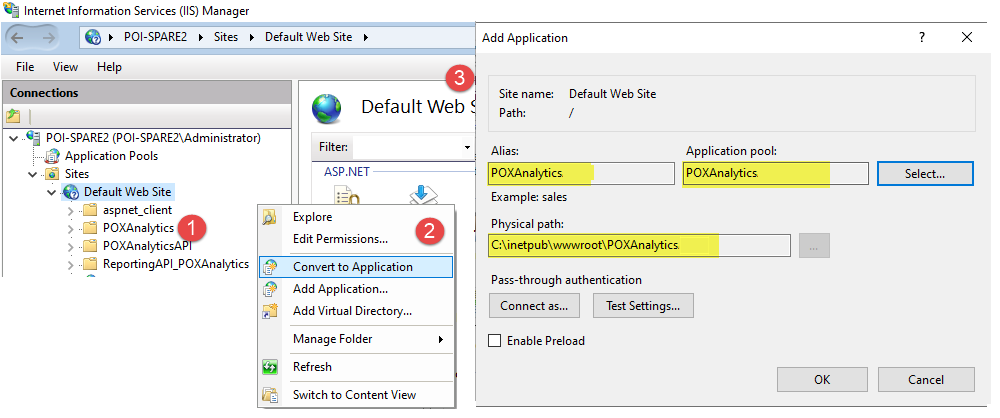 Internet Information Services (IIS) Manager
POI-SPARE2 Sites Default Web Site
File View Help
Connections
POI-SPARE2 (POI-SPARE2\Administrator)
Application Pools
Sites
Default Web Site
aspnet_client
POXAnalytics
1
POXAnalyticsAPI
ReportingAPI_POXAnalytics
Default Web S
Filter:
ASP.NET
2
Explore
Edit Permissions...
Convert to Application
Add Application...
Add Virtual Directory...
Manage Folder
Refresh
Switch to Content View
3
Add Application
?
Site name: Default Web Site
Path: /
Alias: Application pool:
POXAnalytics POXAnalytics Select...
Example: sales
Physical path:
C:\inetpub\wwwroot\POXAnalytics ...
Pass-through authentication
Connect as... Test Settings...
Enable Preload
OK Cancel